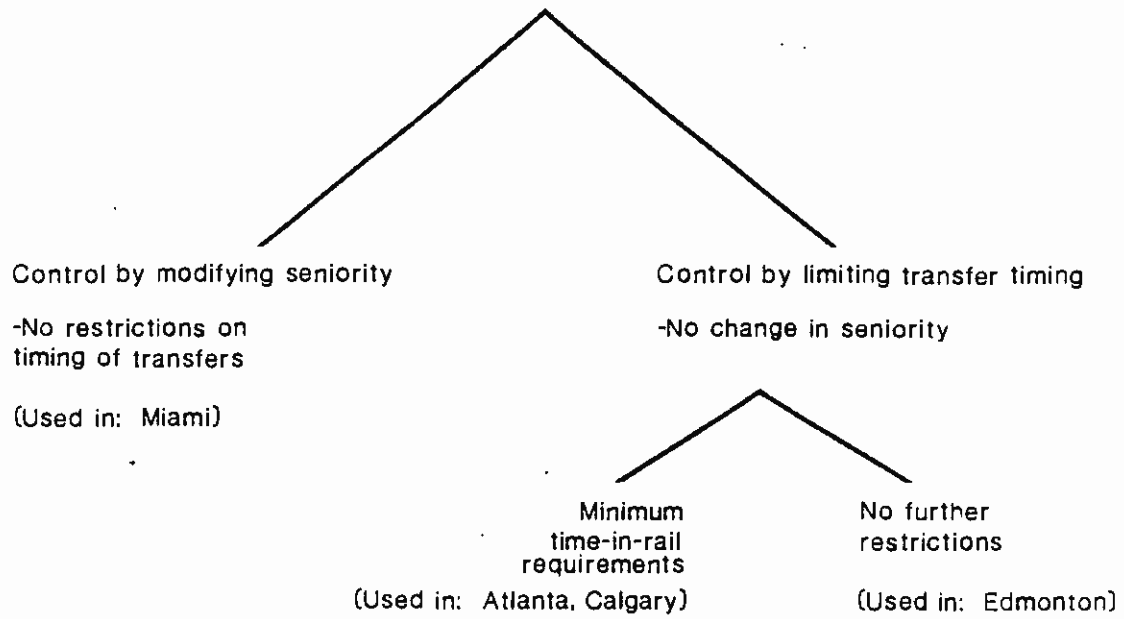 Control by modifying seniority
-No restrictions on
timing of transfers
(Used in: Miami)
Control by limiting transfer timing
-No change in seniority
Minimum
time-in-rail
requirements
(Used in: Atlanta, Calgary)
No further
restrictions
(Used in: Edmonton)